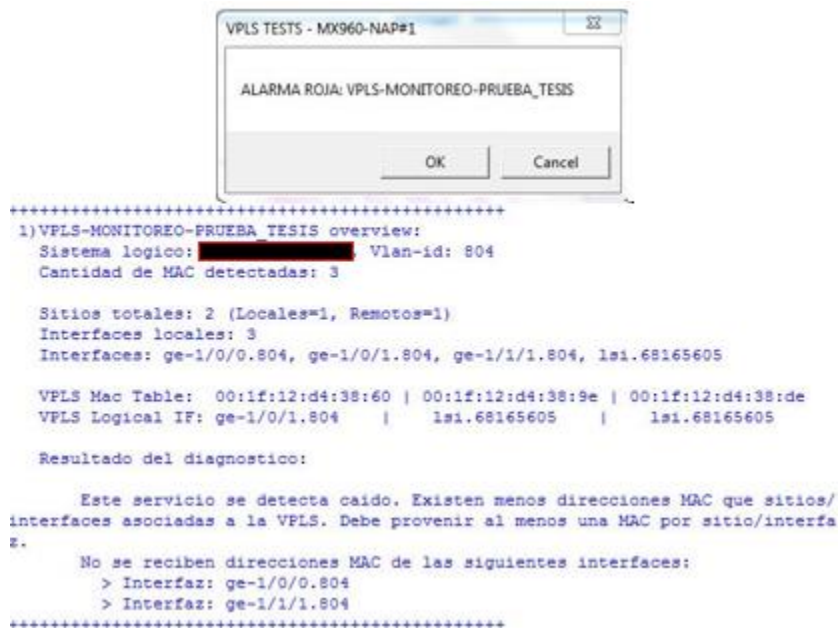 VPLS TESTS - MX960-NAP#1
ALARMA ROJA: VPLS-MONITOREO-PRUEBA_TESIS
OK Cancel
++++++++++++++++++++++++++++++++++++++++++++++++
1)VPLS-MONITOREO-PRUEBA_TESIS overview:
Sistema logico: , Vlan-id: 804
Cantidad de MAC detectadas: 3
Sitios totales: 2 (Locales=1, Remotos=1)
Interfaces locales: 3
Interfaces: ge-1/0/0.804, ge-1/0/1.804, ge-1/1/1.804, lsi.68165605
VPLS Mac Table: 00:1f:12:d4:38:60 | 00:1f:12:d4:38:9e | 00:1f:12:d4:38:de
VPLS Logical IF: ge-1/0/1.804 | lsi.68165605 | lsi.68165605
Resultado del diagnostico:
Este servicio se detecta caido. Existen menos direcciones MAC que sitios/
interfaces asociadas a la VPLS. Debe provenir al menos una MAC por sitio/interfa
z.
No se reciben direcciones MAC de las siguientes interfaces:
> Interfaz: ge-1/0/0.804
> Interfaz: ge-1/1/1.804
++++++++++++++++++++++++++++++++++++++++++++++++